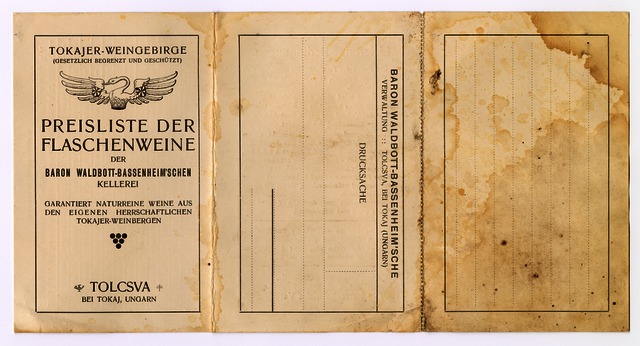 TOKAJER-WEINGEBIRGE
(GESETZLICH BEGRENZT UND GESCHÜTZT)
PREISLISTE DER
FLASCHENWEINE
DER
BARON WALDBOTT-BASSENHEIM'SCHEN
KELLEREI
GARANTIERT NATURREINE WEINE AUS
DEN EIGENEN HERRSCHAFTLICHEN
TOKAJER-WEINBERGEN
TOLCSVA
BEI TOKAJ, UNGARN
BARON WALDBOTT-BASSENHEIM'SCHE
VERWALTUNG :: TOLCSVA, BEI TOKAJ (UNGARN)
DRUCKSACHE